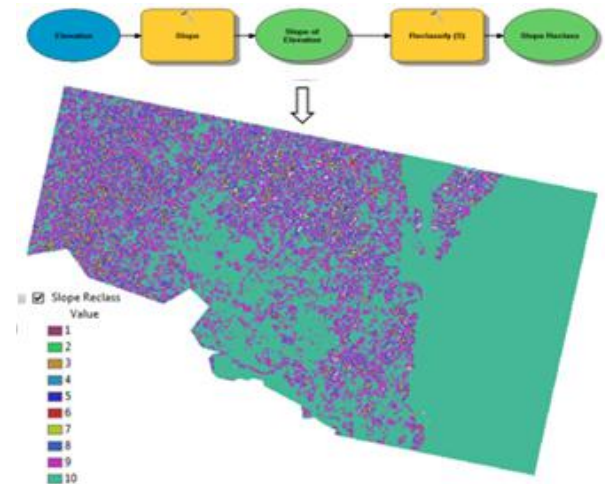 Elevation
Slope
Slope of
Elevation
Reclassify (5)
Slope Reclass
Slope Reclass
Value
1
2
3
4
5
6
7
8
9
10